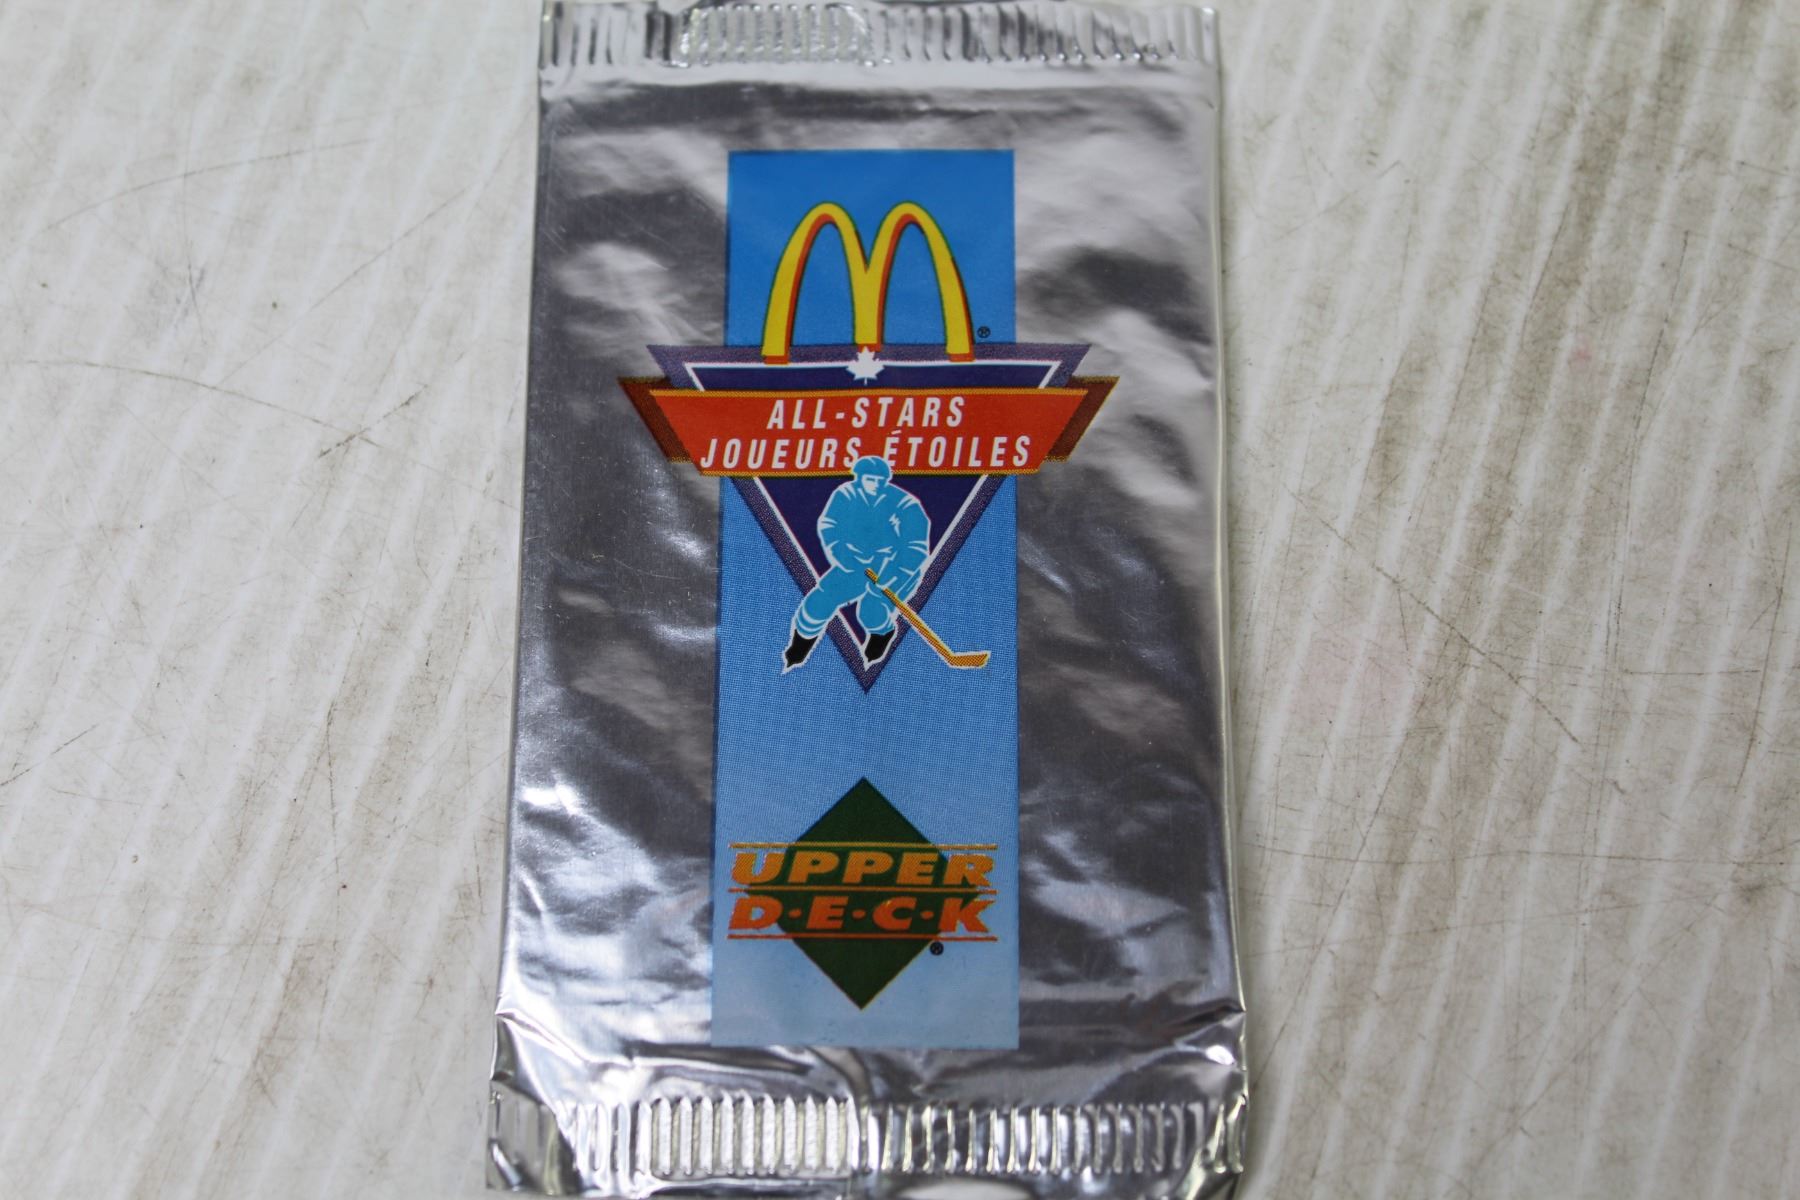 ®
ALL-STARS
JOUEURS ÉTOILES
UPPER
D•E•C•K
®